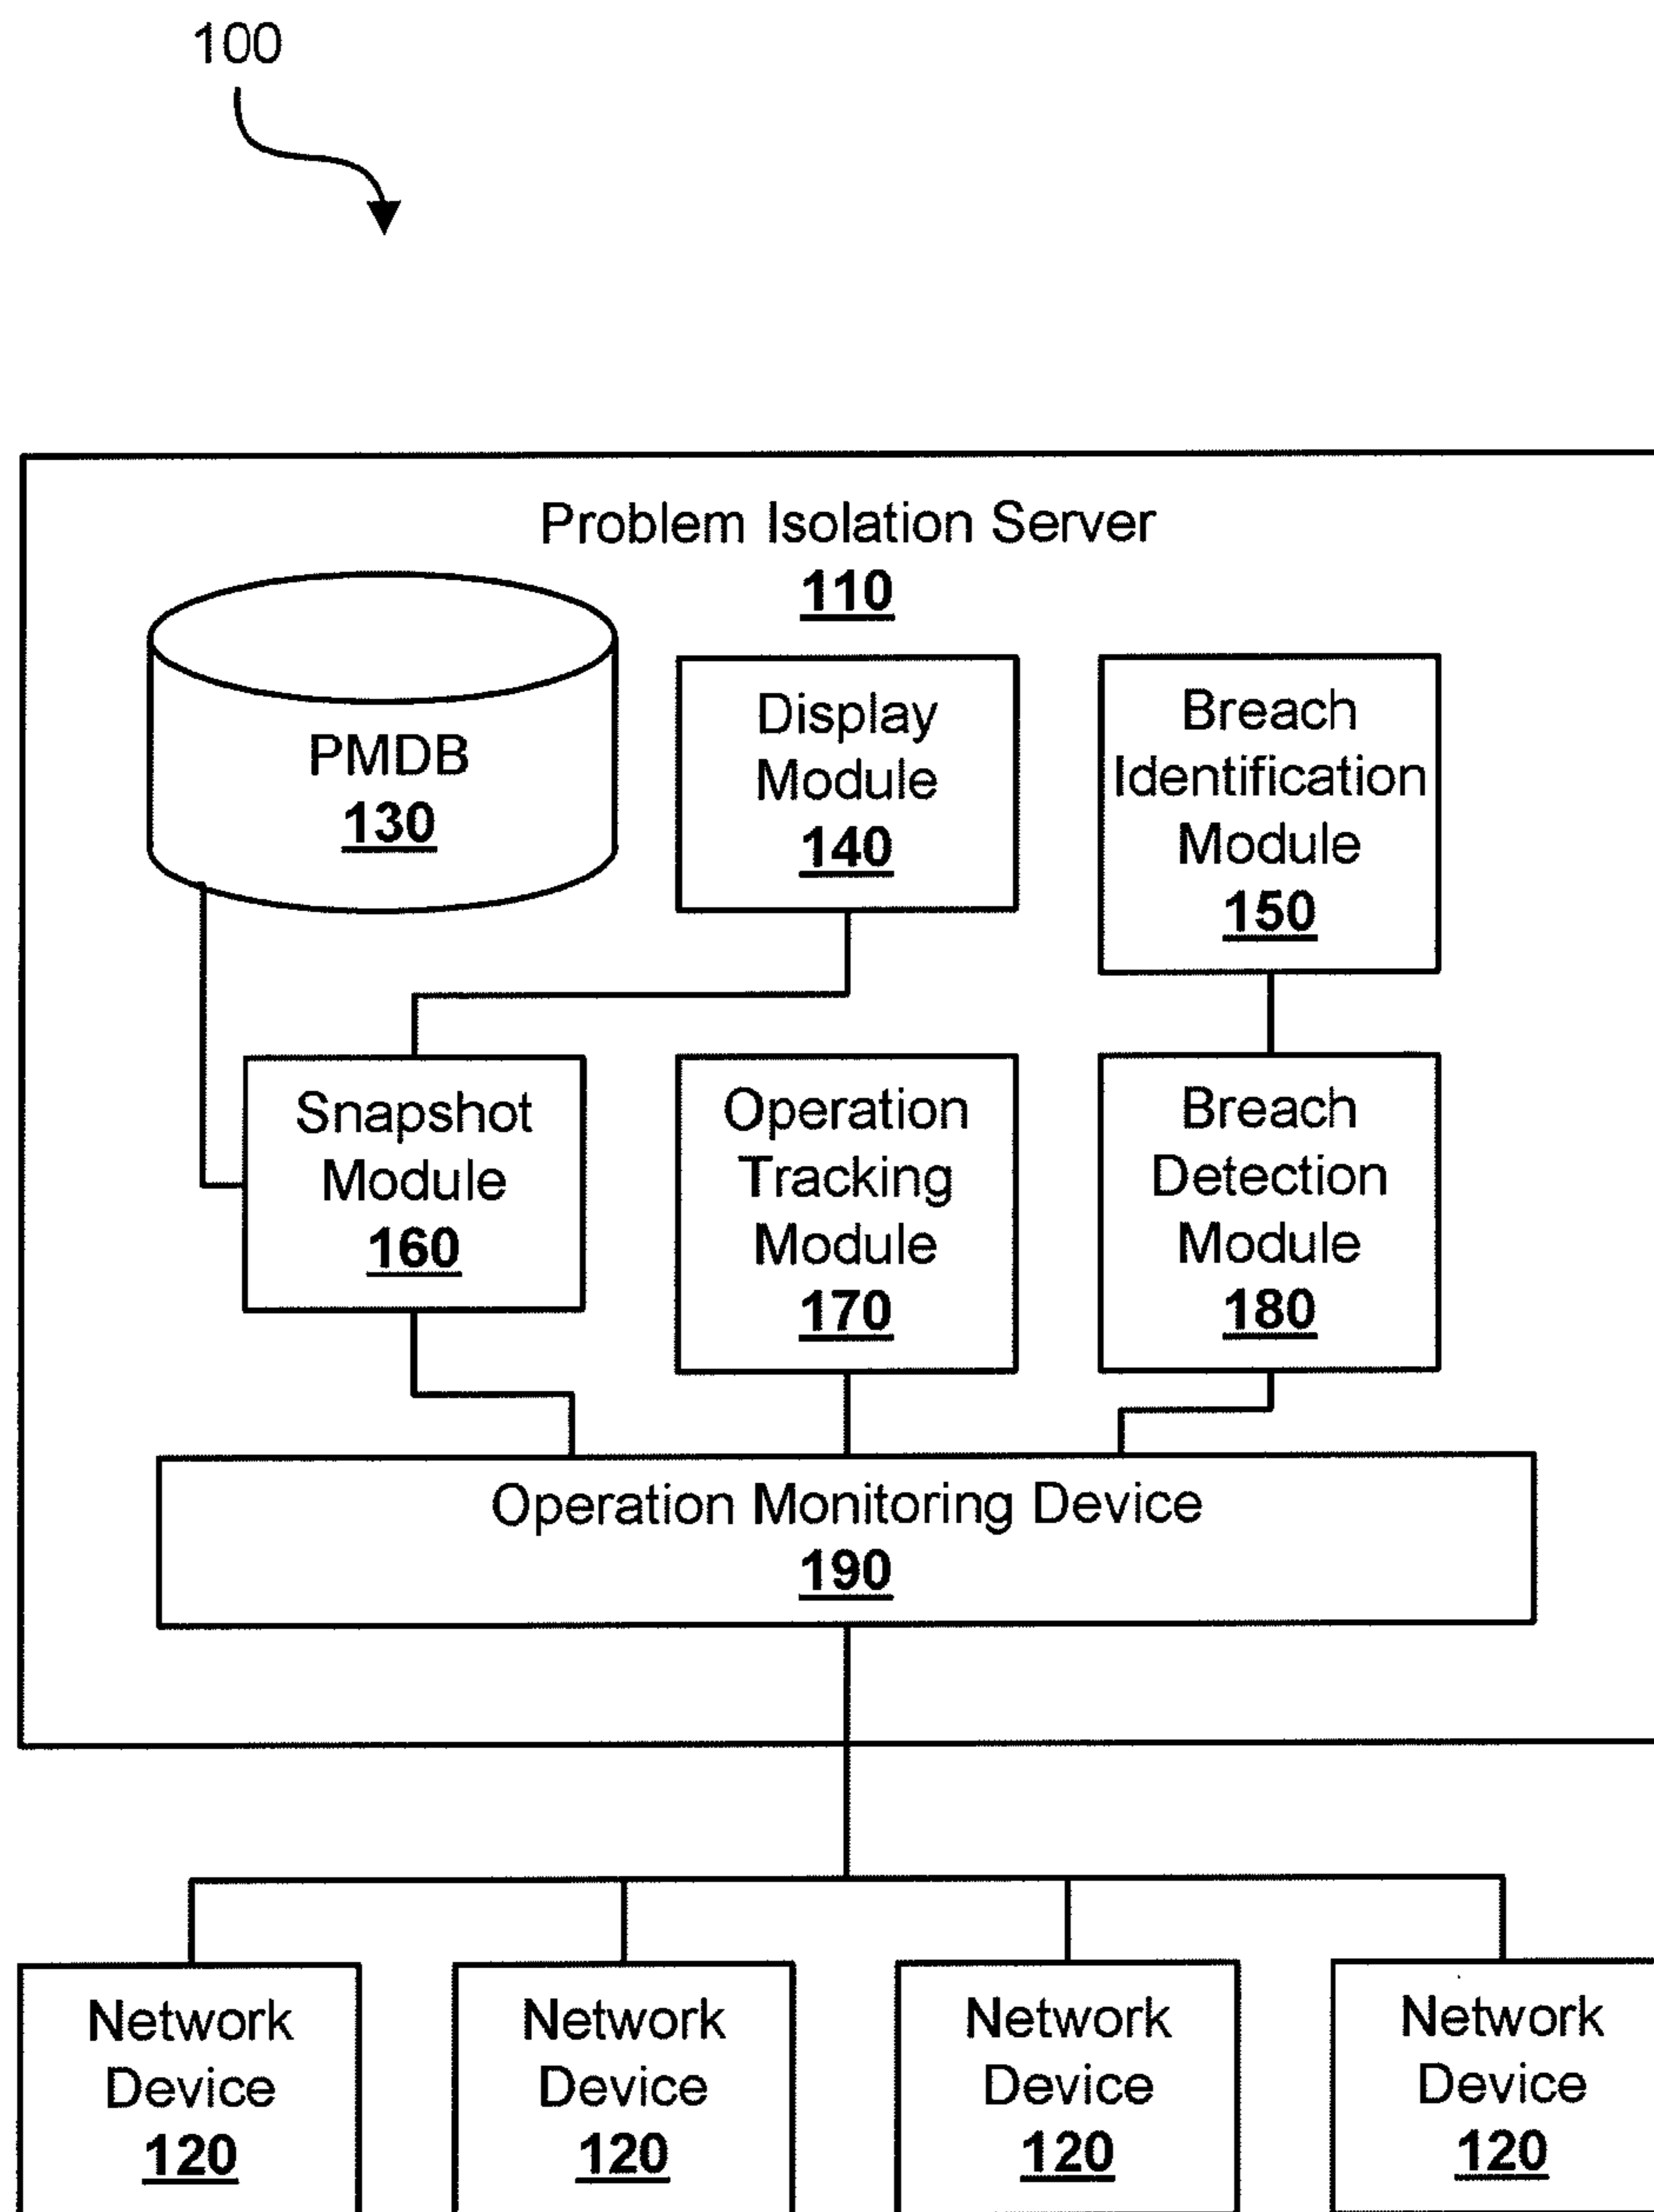 100
Problem Isolation Server
110
PMDB
130
Display
Module
140
Breach
Identification
Module
150
Snapshot
Module
160
Operation
Tracking
Module
170
Breach
Detection
Module
180
Operation Monitoring Device
190
Network
Device
120
Network
Device
120
Network
Device
120
Network
Device
120